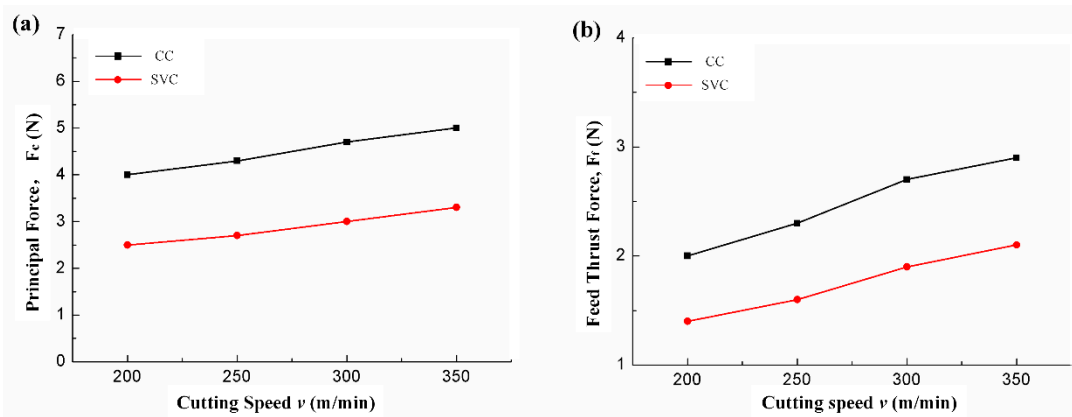 (a)
7
6
5
4
3
2
1
0
CC
SVC
Principal Force, Fc (N)
200 250 300 350
Cutting Speed v (m/min)
(b)
4
3
2
1
CC
SVC
Feed Thrust Force, Ff (N)
200 250 300 350
Cutting speed v (m/min)